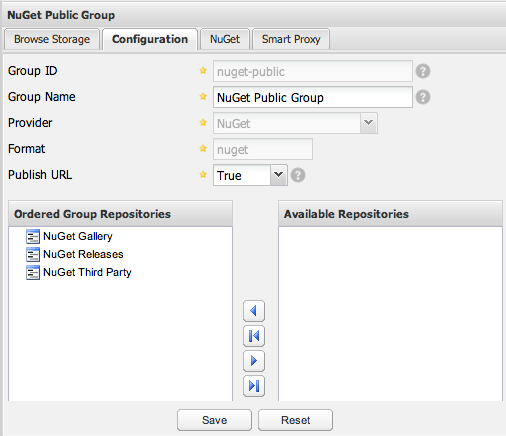 NuGet Public Group
Browse Storage Configuration NuGet Smart Proxy
Group ID nuget-public ?
Group Name NuGet Public Group ?
Provider NuGet
Format nuget
Publish URL True ?
Ordered Group Repositories Available Repositories
NuGet Gallery
NuGet Releases
NuGet Third Party
Save Reset